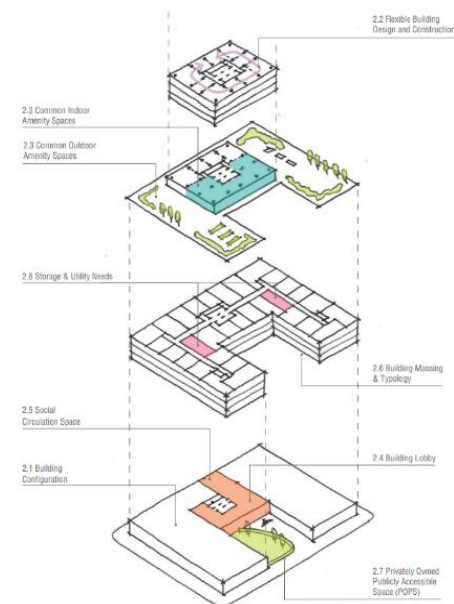 2.2 Flexible Building
Design and Construction
2.3 Common Indoor
Amenity Spaces
2.3 Common Outdoor
Amenity Spaces
2.8 Storage & Utility Needs
2.6 Building Massing
& Typology
2.5 Social
Circulation Space
2.4 Building Lobby
2.1 Building
Configuration
2.7 Privately Owned
Publicly Accessible
Space (POPS)